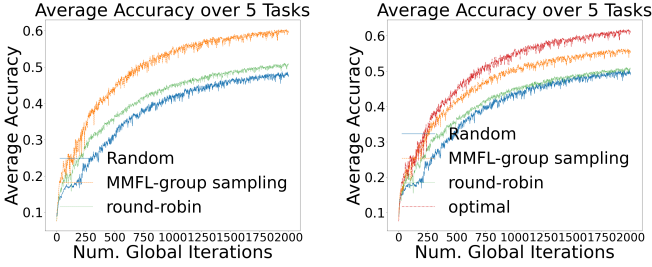 Average Accuracy over 5 Tasks
Average Accuracy
0.6
0.5
0.4
0.3
0.2
0.1
Random
MMFL-group sampling
round-robin
0 250 500 750 1000 1250 1500 1750 2000
Num. Global Iterations
Average Accuracy over 5 Tasks
Average Accuracy
0.6
0.5
0.4
0.3
0.2
0.1
Random
MMFL-group sampling
round-robin
optimal
0 250 500 750 1000 1250 1500 1750 2000
Num. Global Iterations